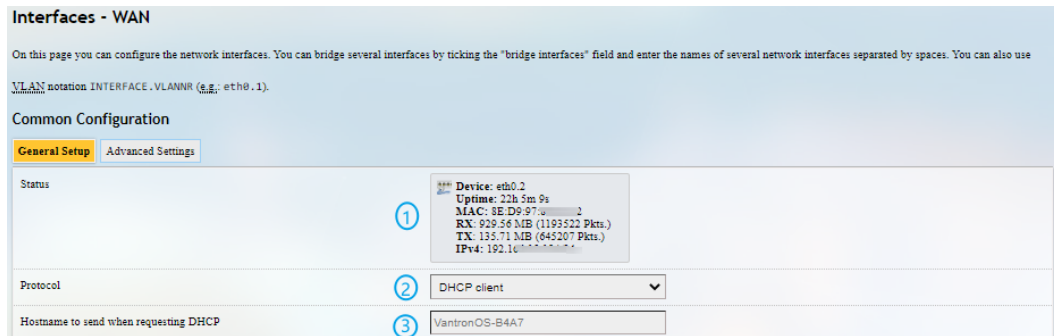 Interfaces - WAN
On this page you can configure the network interfaces. You can bridge several interfaces by ticking the "bridge interfaces" field and enter the names of several network interfaces separated by spaces. You can also use
VLAN notation INTERFACE.VLANNR (e.g.: eth0.1).
Common Configuration
General Setup Advanced Settings
Status
1
Device: eth0.2
Uptime: 22h 5m 9s
MAC: 8E:D9:97:
RX: 929.56 MB (1193522 Pkts.)
TX: 135.71 MB (645207 Pkts.)
IPv4:
Protocol 2 DHCP client
Hostname to send when requesting DHCP 3 VantronOS-B4A7